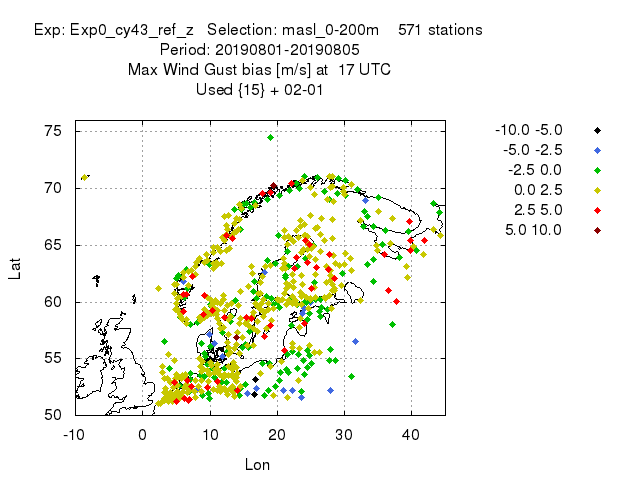 Exp: Exp0_cy43_ref_z   Selection: masl_0-200m    571 stations
Period: 20190801-20190805
Max Wind Gust bias [m/s] at  17 UTC
Used {15} + 02-01
75
70
65
60
55
50
Lat
-10 0 10 20 30 40
Lon
-10.0 -5.0
-5.0 -2.5
-2.5 0.0
0.0 2.5
2.5 5.0
5.0 10.0